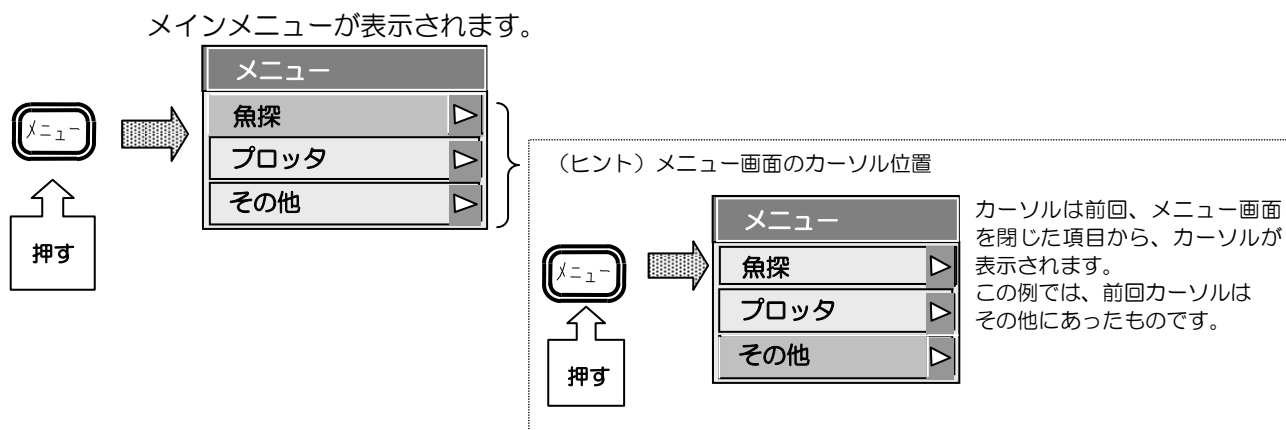 メインメニューが表示されます。
メニュー
メニュー
魚探
プロッタ
その他
押す
（ヒント）メニュー画面のカーソル位置
メニュー
メニュー
魚探
プロッタ
その他
押す
カーソルは前回、メニュー画面
を閉じた項目から、カーソルが
表示されます。
この例では、前回カーソルは
その他にあったものです。